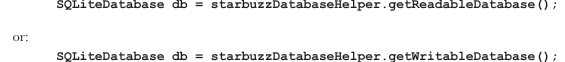 SQLiteDatabase db = starbuzzDatabaseHelper.getReadableDatabase();
or:
SQLiteDatabase db = starbuzzDatabaseHelper.getWritableDatabase();